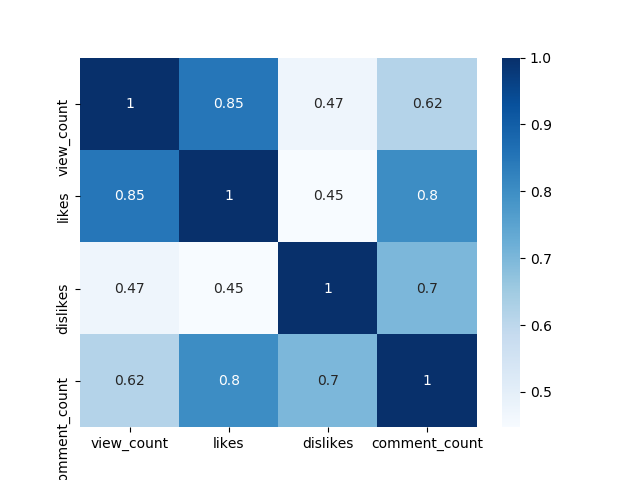 view_count
1
0.85
0.47
0.62
likes
0.85
1
0.45
0.8
dislikes
0.47
0.45
1
0.7
omment_count
0.62
0.8
0.7
1
view_count
likes
dislikes
comment_count
1.0
0.9
0.8
0.7
0.6
0.5